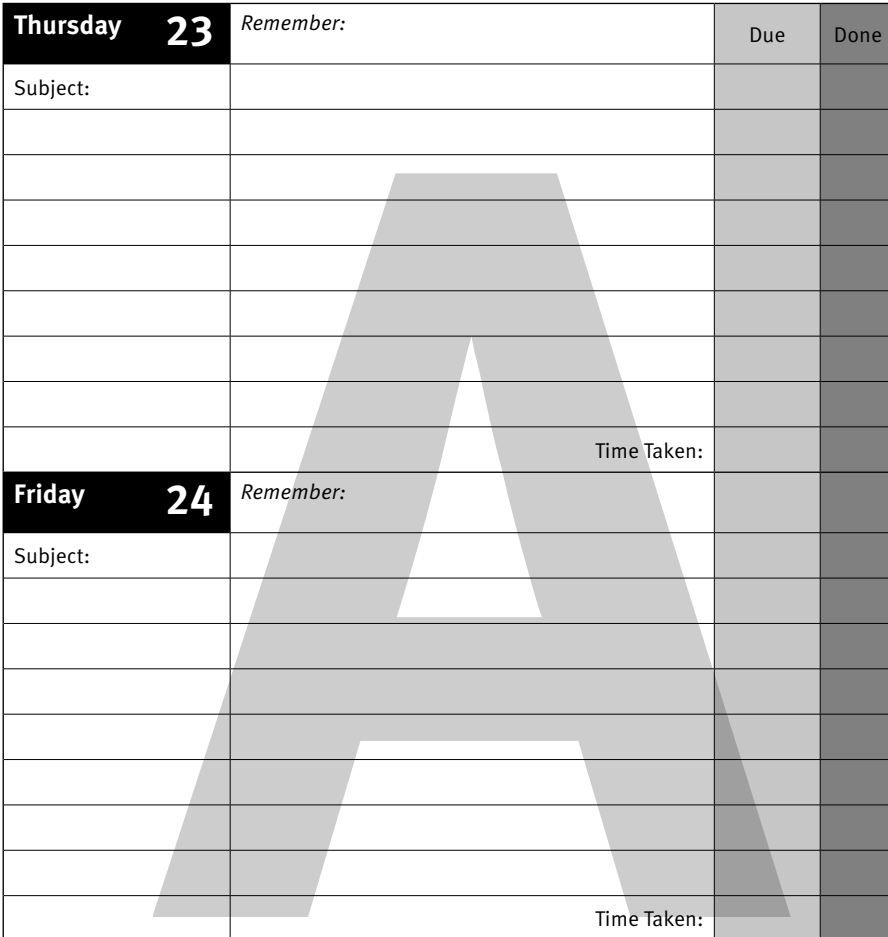 Thursday 23 Remember: Due Done
Subject:
Time Taken:
Friday 24 Remember:
Subject:
Time Taken:
A